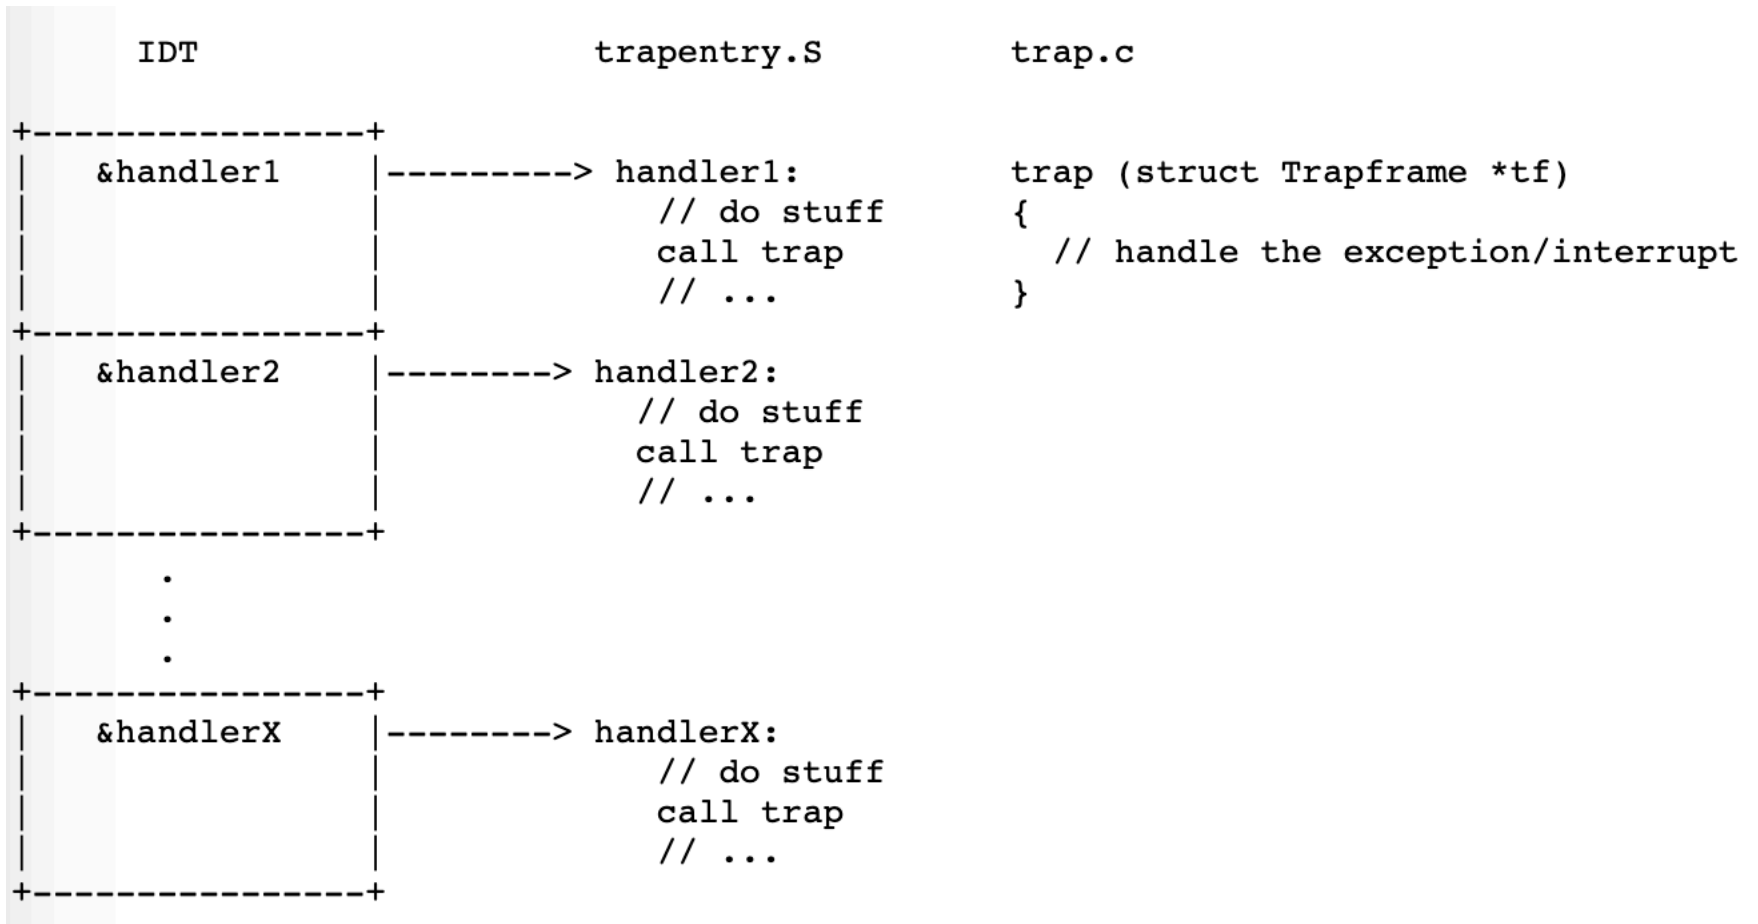 IDT                   trapentry.S         trap.c

+----------------+
|   &handler1    |---------> handler1:          trap (struct Trapframe *tf)
|                |             // do stuff      {
|                |             call trap          // handle the exception/interrupt
|                |             // ...           }
+----------------+
|   &handler2    |--------> handler2:
|                |            // do stuff
|                |            call trap
|                |            // ...
+----------------+
       .
       .
       .
+----------------+
|   &handlerX    |--------> handlerX:
|                |             // do stuff
|                |             call trap
|                |             // ...
+----------------+